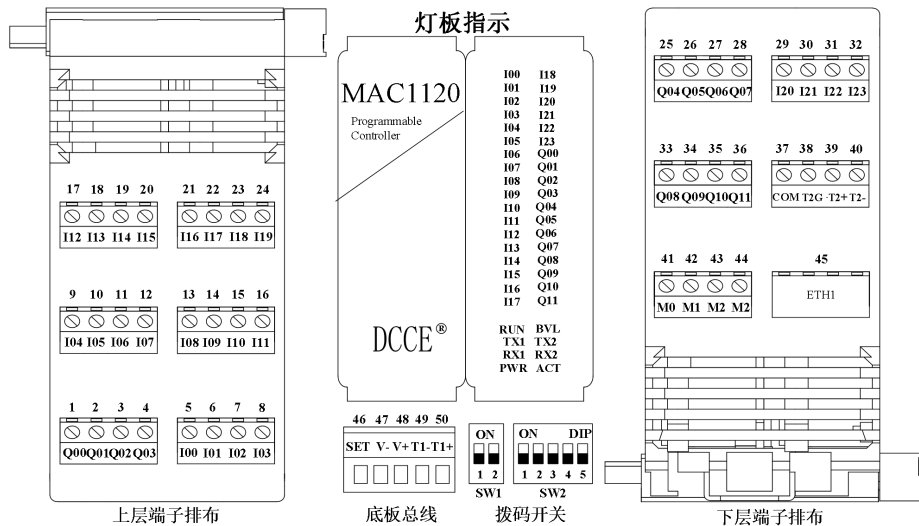 灯板指示
17 18 19 20
21 22 23 24
I12 I13 I14 I15
I16 I17 I18 I19
9 10 11 12
13 14 15 16
I04 I05 I06 I07
I08 I09 I10 I11
1 2 3 4
5 6 7 8
Q00 Q01 Q02 Q03
I00 I01 I02 I03
上层端子排布
MAC1120
Programmable
Controller
DCCE®
I00 I18
I01 I19
I02 I20
I03 I21
I04 I22
I05 I23
I06 Q00
I07 Q01
I08 Q02
I09 Q03
I10 Q04
I11 Q05
I12 Q06
I13 Q07
I14 Q08
I15 Q09
I16 Q10
I17 Q11
RUN BVL
TX1 TX2
RX1 RX2
PWR ACT
46 47 48 49 50
SET V- V+ T1- T1+
底板总线
ON
1 2
SW1
ON DIP
1 2 3 4 5
SW2
拨码开关
25 26 27 28
29 30 31 32
Q04 Q05 Q06 Q07
I20 I21 I22 I23
33 34 35 36
37 38 39 40
Q08 Q09 Q10 Q11
COM T2G T2+ T2-
41 42 43 44
45
M0 M1 M2 M2
ETH1
下层端子排布